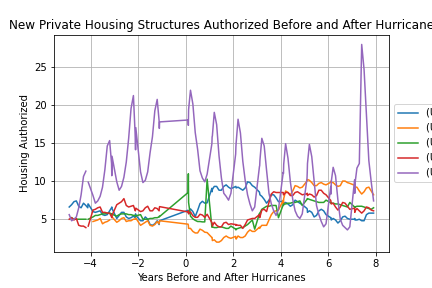 New Private Housing Structures Authorized Before and After Hurricane
Housing Authorized
25
20
15
10
5
−4
−2
0
2
4
6
8
Years Before and After Hurricanes
(U
(U
(U
(U
(U